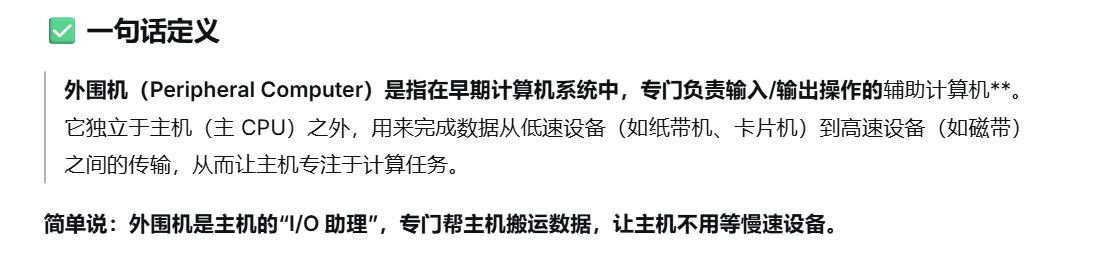 ✅ 一句话定义
外围机（Peripheral Computer）是指在早期计算机系统中，专门负责输入/输出操作的辅助计算机**。
它独立于主机（主 CPU）之外，用来完成数据从低速设备（如纸带机、卡片机）到高速设备（如磁带）
之间的传输，从而让主机专注于计算任务。
简单说：外围机是主机的“I/O 助理”，专门帮主机搬运数据，让主机不用等慢速设备。